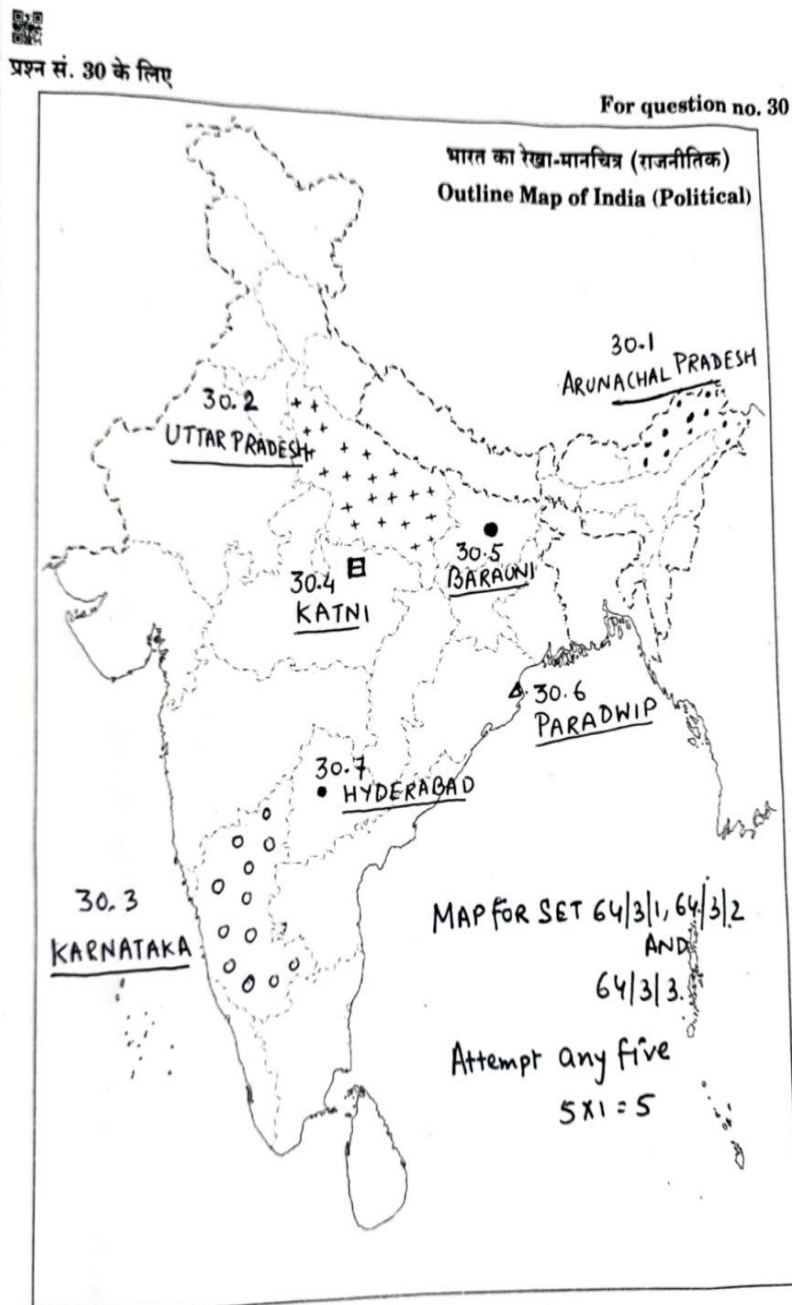 प्रश्न सं. 30 के लिए
For question no. 30
भारत का रेखा-मानचित्र (राजनीतिक)
Outline Map of India (Political)
30.1
ARUNACHAL PRADESH
30.2
UTTAR PRADESH
30.5
BARAUNI
30.4
KATNI
30.6
PARADWIP
30.7
HYDERABAD
30.3
KARNATAKA
MAP FOR SET 64/3/1, 64/3/2
AND
64/3/3.
Attempt any five
5x1=5